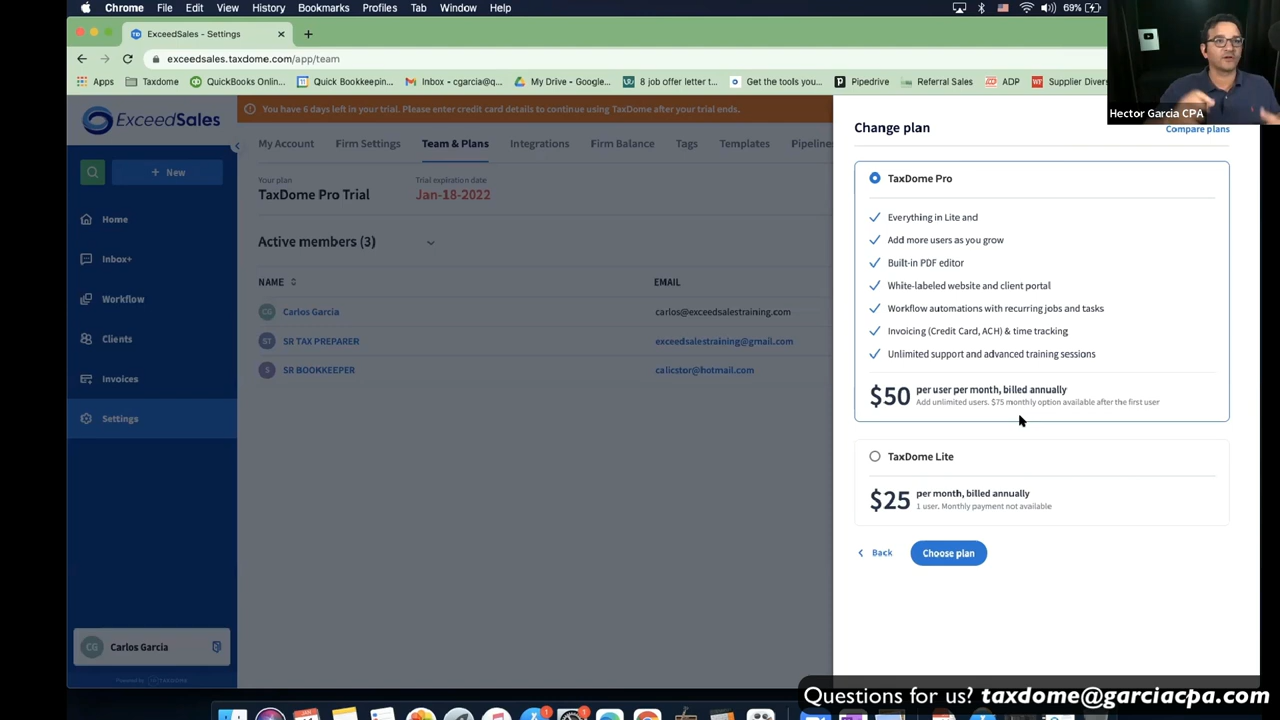 Chrome File Edit View History Bookmarks Profiles Tab Window Help 69%
ExceedSales - Settings
exceedsales.taxdome.com/app/team
Apps Taxdome QuickBooks Onlin... Quick Bookkeepin... Inbox - cgarcia@q... My Drive - Google... 8 job offer letter t... Get the tools you... Pipedrive Referral Sales ADP Supplier Divers
Hector Garcia CPA
ExceedSales
You have 6 days left in your trial. Please enter credit card details to continue using TaxDome after your trial ends.
Change plan
Compare plans
My Account Firm Settings Team & Plans Integrations Firm Balance Tags Templates Pipelines
+ New
Your plan
Trial expiration date
TaxDome Pro Trial
Jan-18-2022
TaxDome Pro
Home
Inbox+
Workflow
Clients
Invoices
Settings
Active members (3)
NAME EMAIL
CG Carlos Garcia carlos@exceedsalestraining.com
ST SR TAX PREPARER exceedsalestraining@gmail.com
S SR BOOKKEEPER calicstor@hotmail.com
Everything in Lite and
Add more users as you grow
Built-in PDF editor
White-labeled website and client portal
Workflow automations with recurring jobs and tasks
Invoicing (Credit Card, ACH) & time tracking
Unlimited support and advanced training sessions
$50 per user per month, billed annually
Add unlimited users. $75 monthly option available after the first user
TaxDome Lite
$25 per month, billed annually
1 user. Monthly payment not available
Back Choose plan
CG Carlos Garcia
Powered by TAXDOME
Questions for us? taxdome@garciacpa.com